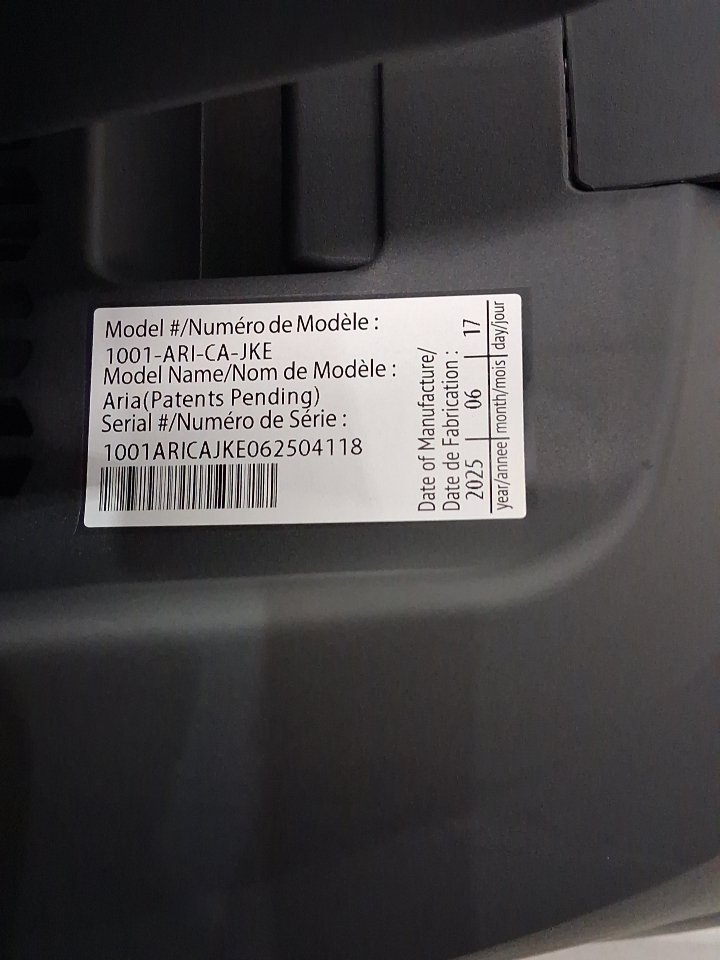 Model #/Numéro de Modèle :
1001-ARI-CA-JKE
Model Name/Nom de Modèle :
Aria(Patents Pending)
Serial #/Numéro de Série :
1001ARICAJKE062504118
Date of Manufacture/
Date de Fabrication :
2025 | 06 | 17
year/annee | month/mois | day/jour